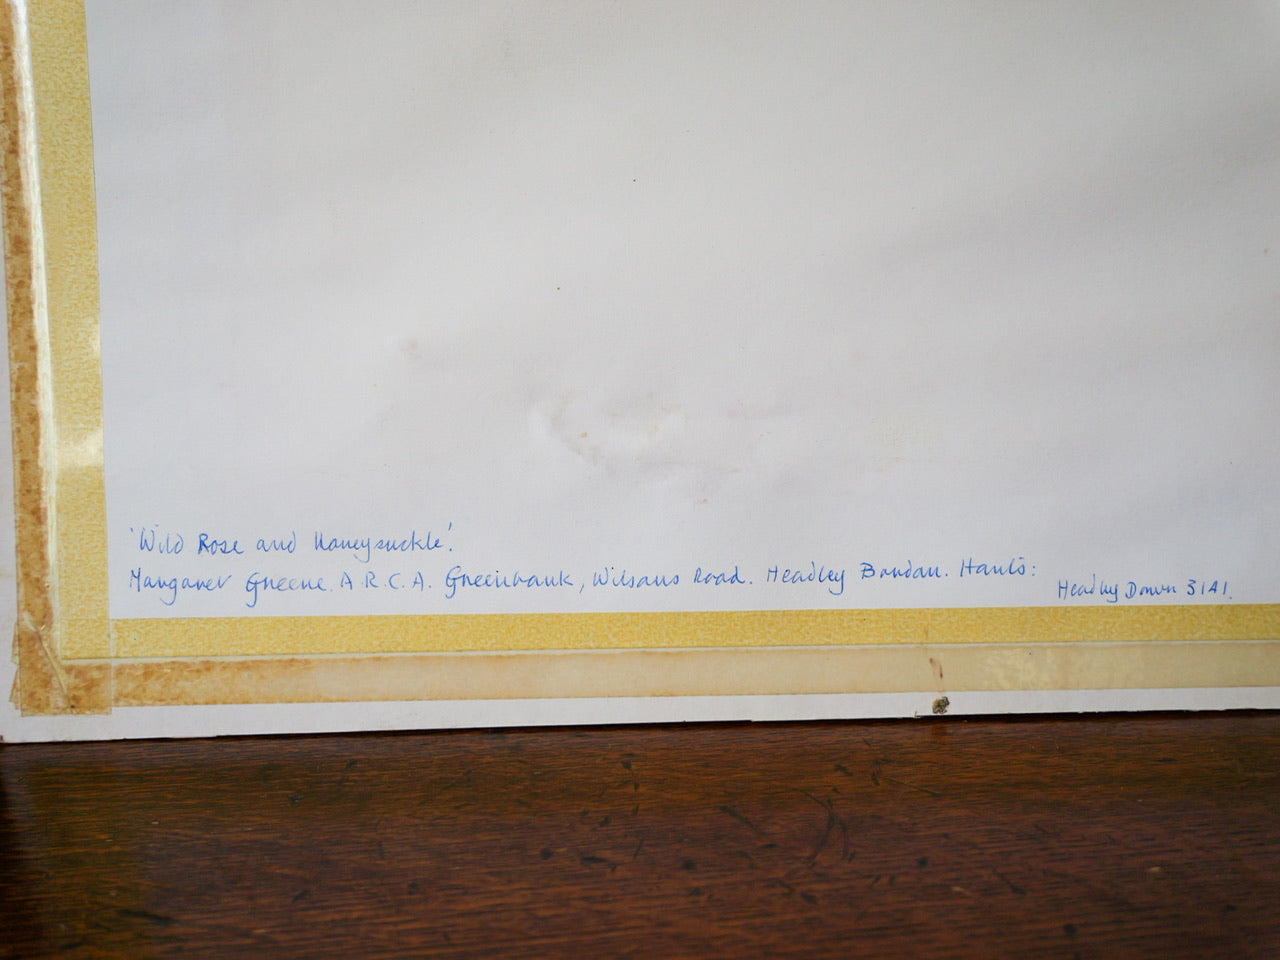 'Wild Rose and Honeysuckle'.
Margaret Greene. A.R.C.A. Greenbank, Wilsons Road. Headley Bordon. Hants:
Headley Down 3141.